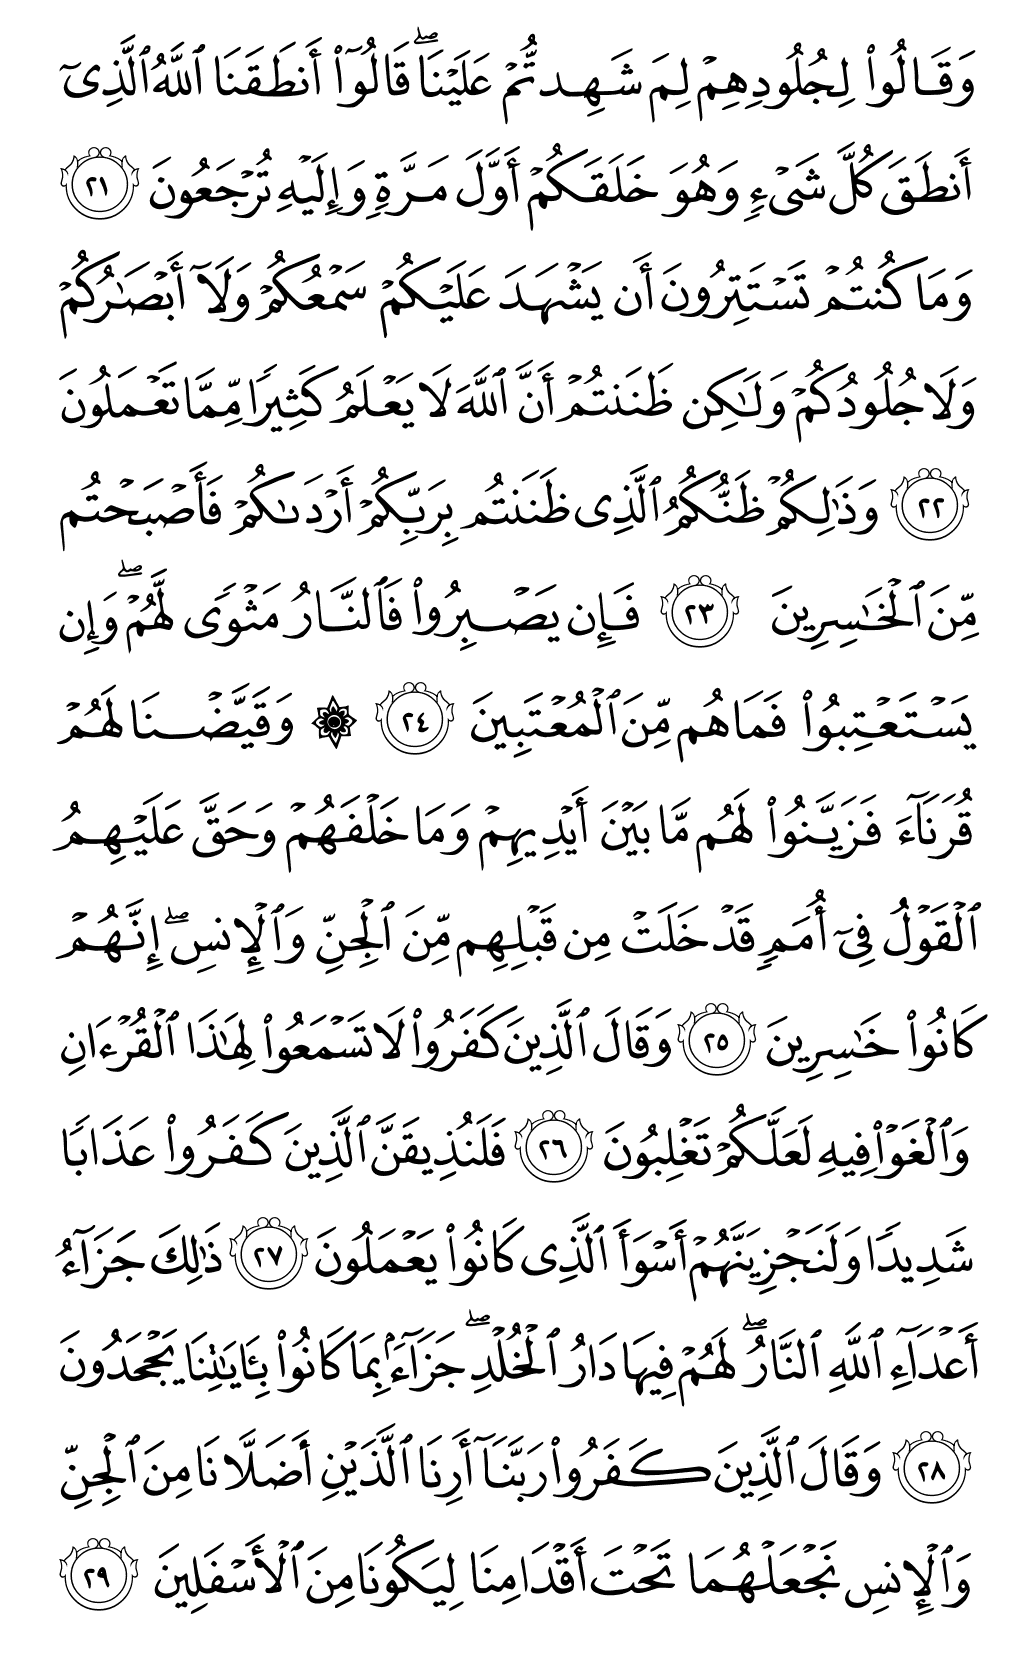 وَقَالُوا۟ لِجُلُودِهِمْ لِمَ شَهِدتُّمْ عَلَيْنَا ۖ قَالُوٓا۟ أَنطَقَنَا ٱللَّهُ ٱلَّذِىٓ
أَنطَقَ كُلَّ شَىْءٍ وَهُوَ خَلَقَكُمْ أَوَّلَ مَرَّةٍ وَإِلَيْهِ تُرْجَعُونَ ٢١
وَمَا كُنتُمْ تَسْتَتِرُونَ أَن يَشْهَدَ عَلَيْكُمْ سَمْعُكُمْ وَلَآ أَبْصَـٰرُكُمْ
وَلَا جُلُودُكُمْ وَلَـٰكِن ظَنَنتُمْ أَنَّ ٱللَّهَ لَا يَعْلَمُ كَثِيرًا مِّمَّا تَعْمَلُونَ
٢٢ وَذَٰلِكُمْ ظَنُّكُمُ ٱلَّذِى ظَنَنتُم بِرَبِّكُمْ أَرْدَىٰكُمْ فَأَصْبَحْتُم
مِّنَ ٱلْخَـٰسِرِينَ ٢٣ فَإِن يَصْبِرُوا۟ فَٱلنَّارُ مَثْوًى لَّهُمْ ۖ وَإِن
يَسْتَعْتِبُوا۟ فَمَا هُم مِّنَ ٱلْمُعْتَبِينَ ٢٤ ۞ وَقَيَّضْنَا لَهُمْ
قُرَنَآءَ فَزَيَّنُوا۟ لَهُم مَّا بَيْنَ أَيْدِيهِمْ وَمَا خَلْفَهُمْ وَحَقَّ عَلَيْهِمُ
ٱلْقَوْلُ فِىٓ أُمَمٍ قَدْ خَلَتْ مِن قَبْلِهِم مِّنَ ٱلْجِنِّ وَٱلْإِنسِ ۖ إِنَّهُمْ
كَانُوا۟ خَـٰسِرِينَ ٢٥ وَقَالَ ٱلَّذِينَ كَفَرُوا۟ لَا تَسْمَعُوا۟ لِهَـٰذَا ٱلْقُرْءَانِ
وَٱلْغَوْا۟ فِيهِ لَعَلَّكُمْ تَغْلِبُونَ ٢٦ فَلَنُذِيقَنَّ ٱلَّذِينَ كَفَرُوا۟ عَذَابًا
شَدِيدًا وَلَنَجْزِيَنَّهُمْ أَسْوَأَ ٱلَّذِى كَانُوا۟ يَعْمَلُونَ ٢٧ ذَٰلِكَ جَزَآءُ
أَعْدَآءِ ٱللَّهِ ٱلنَّارُ ۖ لَهُمْ فِيهَا دَارُ ٱلْخُلْدِ ۖ جَزَآءًۢ بِمَا كَانُوا۟ بِـَٔايَـٰتِنَا يَجْحَدُونَ
٢٨ وَقَالَ ٱلَّذِينَ كَفَرُوا۟ رَبَّنَآ أَرِنَا ٱلَّذَيْنِ أَضَلَّانَا مِنَ ٱلْجِنِّ
وَٱلْإِنسِ نَجْعَلْهُمَا تَحْتَ أَقْدَامِنَا لِيَكُونَا مِنَ ٱلْأَسْفَلِينَ ٢٩